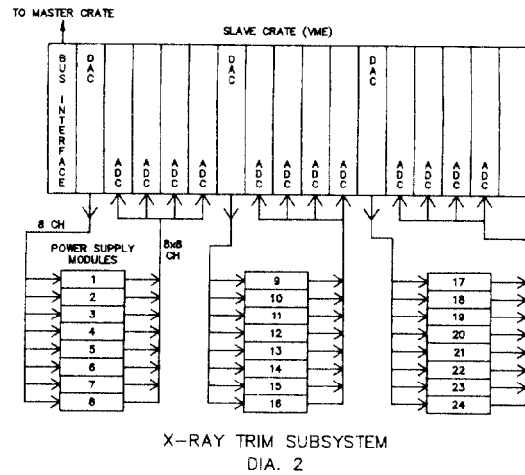 TO MASTER CRATE
SLAVE CRATE (VME)
BUS INTERFACE
DAC
ADC
ADC
ADC
ADC
DAC
ADC
ADC
ADC
ADC
DAC
ADC
ADC
ADC
ADC
8 CH
8x8
CH
POWER SUPPLY
MODULES
1
2
3
4
5
6
7
8
9
10
11
12
13
14
15
16
17
18
19
20
21
22
23
24
X-RAY TRIM SUBSYSTEM
DIA. 2